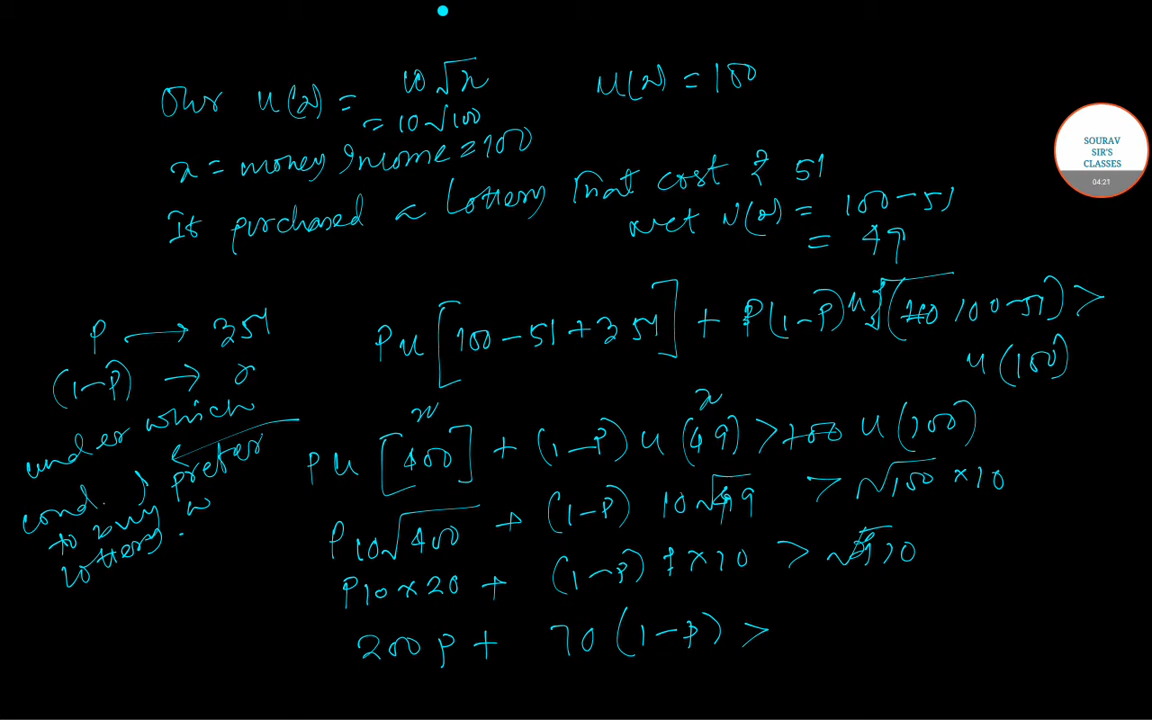 Our u(x) = 10√x
u(x) = 100
= 10√100
x = money Income = 100
If purchased a lottery that cost ₹ 51
net u(x) = 100 - 51
= 49
SOURAV
SIR'S
CLASSES
04:21
P → 351
(1-P) → 0
under which
cond. prefer
to buy
lottery.
Pu [100 - 51 + 351] + P(1-P) u{(100-51) >
u(100)
x x
Pu [400] + (1-P) u (49) > 100 u(100)
P10√400 + (1-P) 10√49 > √100 × 10
P10×20 + (1-P) 7×10 >
200P + 70(1-P) >